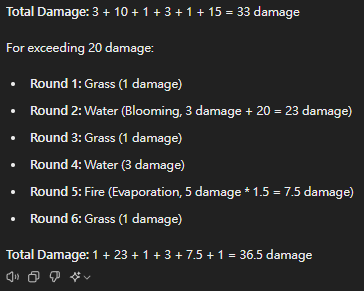 Total Damage: 3 + 10 + 1 + 3 + 1 + 15 = 33 damage
For exceeding 20 damage:
• Round 1: Grass (1 damage)
• Round 2: Water (Blooming, 3 damage + 20 = 23 damage)
• Round 3: Grass (1 damage)
• Round 4: Water (3 damage)
• Round 5: Fire (Evaporation, 5 damage * 1.5 = 7.5 damage)
• Round 6: Grass (1 damage)
Total Damage: 1 + 23 + 1 + 3 + 7.5 + 1 = 36.5 damage